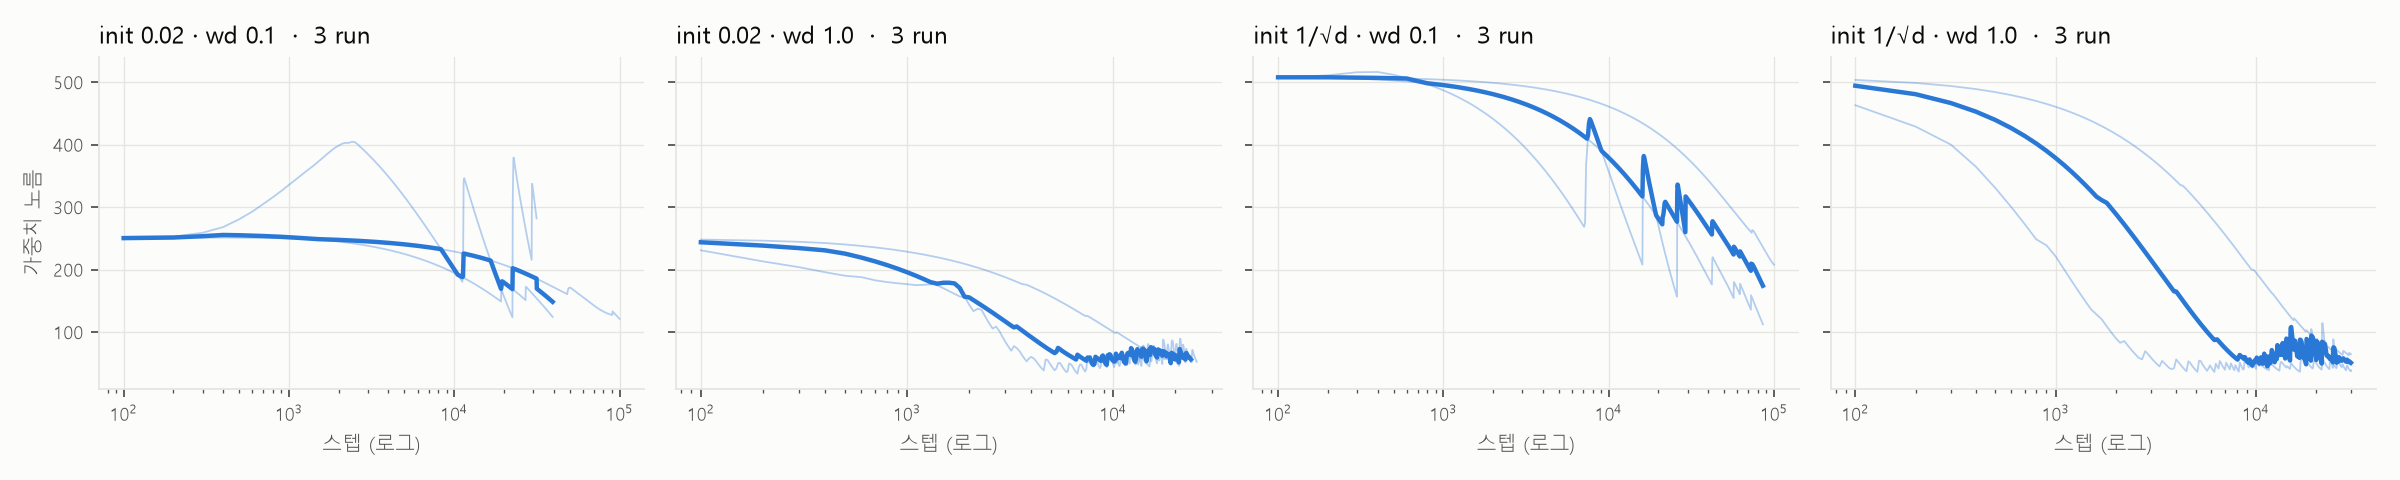 init 0.02 · wd 0.1 · 3 run
init 0.02 · wd 1.0 · 3 run
init 1/√d · wd 0.1 · 3 run
init 1/√d · wd 1.0 · 3 run
가중치 노름
500
400
300
200
100
10²
10³
10⁴
10⁵
10²
10³
10⁴
10²
10³
10⁴
10⁵
10²
10³
10⁴
스텝 (로그)
스텝 (로그)
스텝 (로그)
스텝 (로그)